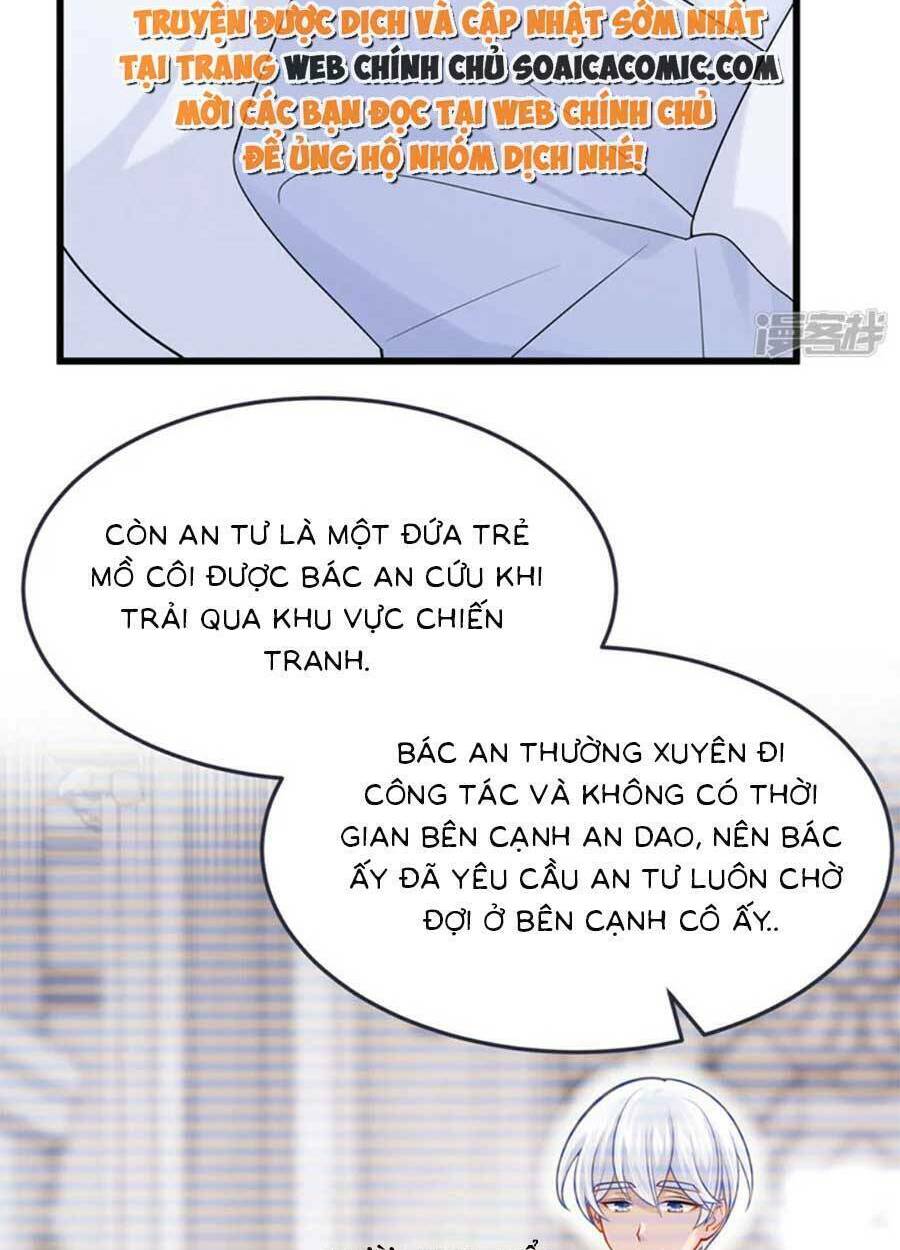 TRUYỆN ĐƯỢC DỊCH VÀ CẬP NHẬT SỚM NHẤT
TẠI TRANG WEB CHÍNH CHỦ SOAICACOMIC.COM
MỜI CÁC BẠN ĐỌC TẠI WEB CHÍNH CHỦ
ĐỂ ỦNG HỘ NHÓM DỊCH NHÉ!
漫客栈
CÒN AN TƯ LÀ MỘT ĐỨA TRẺ
MỒ CÔI ĐƯỢC BÁC AN CỨU KHI
TRẢI QUA KHU VỰC CHIẾN
TRANH.
BÁC AN THƯỜNG XUYÊN ĐI
CÔNG TÁC VÀ KHÔNG CÓ THỜI
GIAN BÊN CẠNH AN DAO, NÊN BÁC
ẤY ĐÃ YÊU CẦU AN TƯ LUÔN CHỜ
ĐỢI Ở BÊN CẠNH CÔ ẤY..